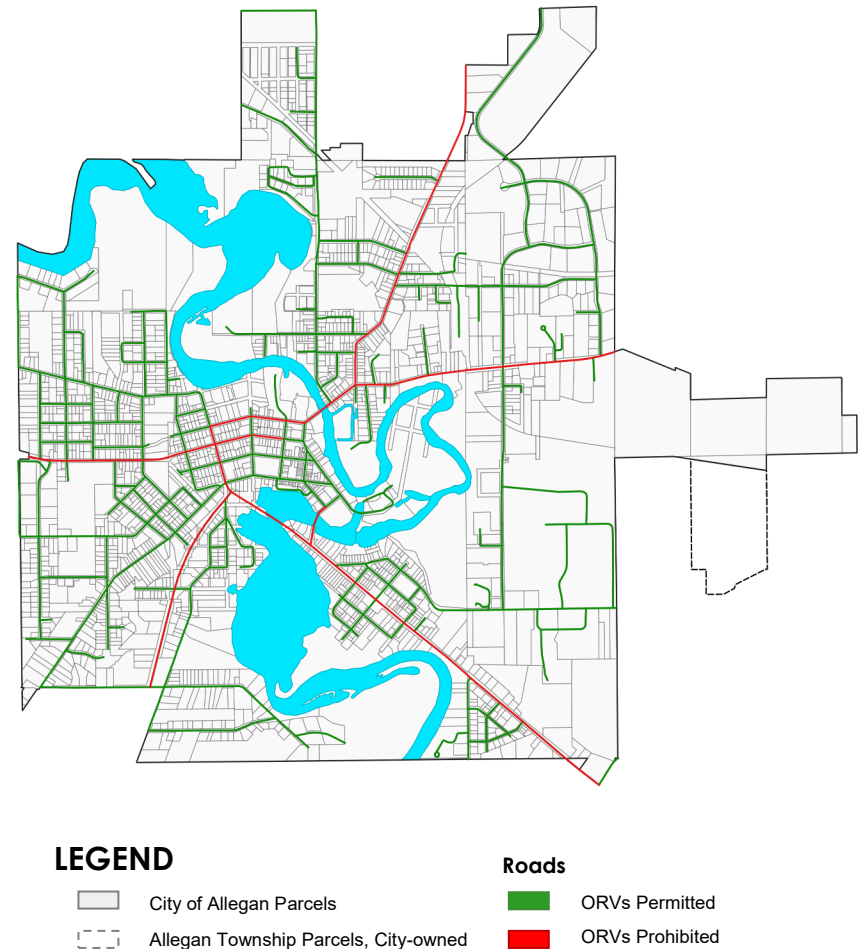 LEGEND
City of Allegan Parcels
Allegan Township Parcels, City-owned
Roads
ORVs Permitted
ORVs Prohibited